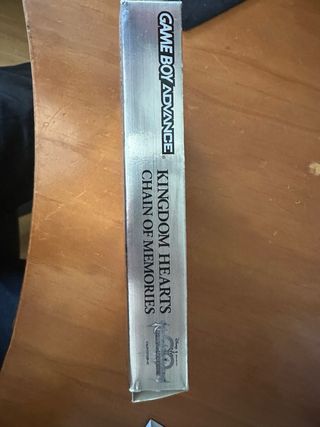 GAME BOY ADVANCE
KINGDOM HEARTS
CHAIN OF MEMORIES